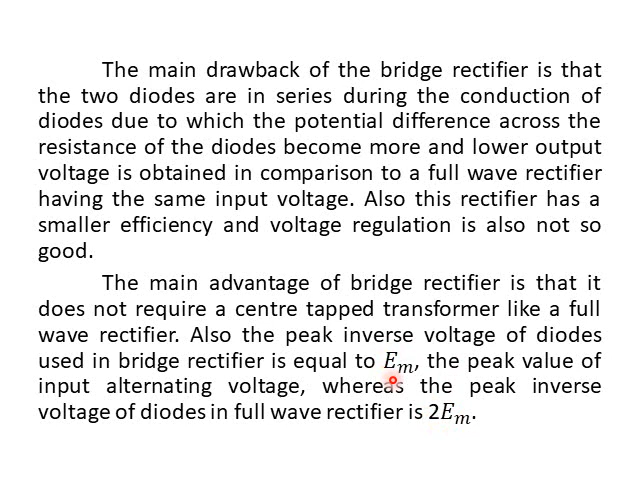 The main drawback of the bridge rectifier is that
the two diodes are in series during the conduction of
diodes due to which the potential difference across the
resistance of the diodes become more and lower output
voltage is obtained in comparison to a full wave rectifier
having the same input voltage. Also this rectifier has a
smaller efficiency and voltage regulation is also not so
good.
The main advantage of bridge rectifier is that it
does not require a centre tapped transformer like a full
wave rectifier. Also the peak inverse voltage of diodes
used in bridge rectifier is equal to Eₘ, the peak value of
input alternating voltage, whereas the peak inverse
voltage of diodes in full wave rectifier is 2Eₘ.